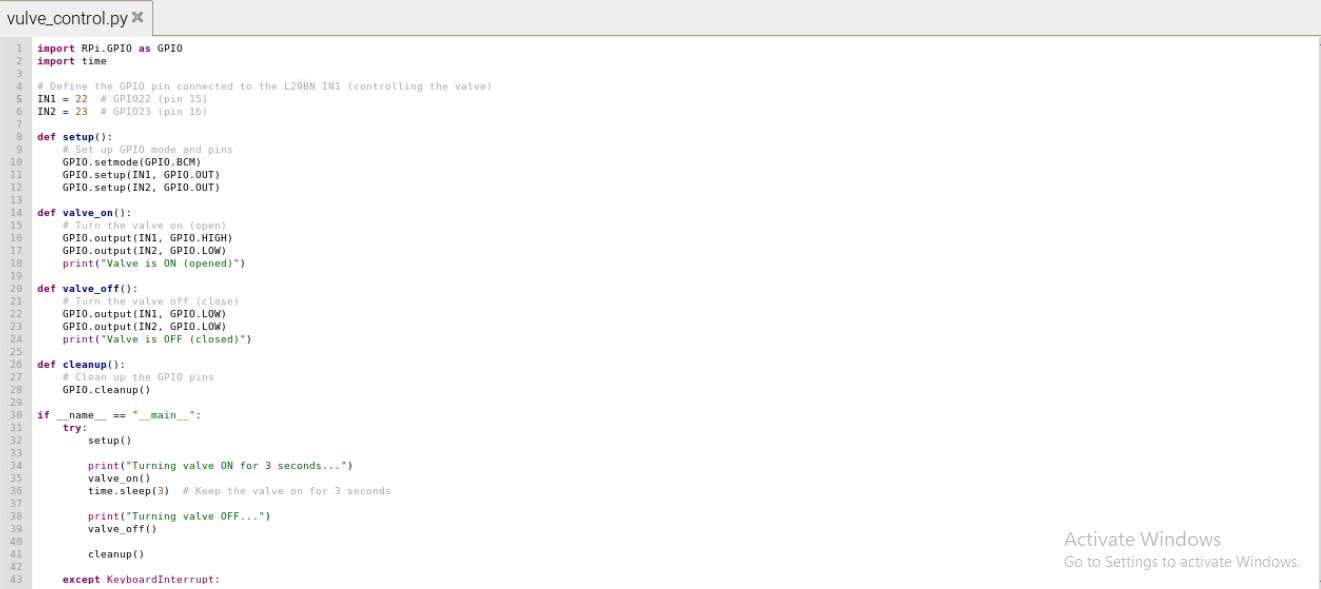 vulve_control.py
1 import RPi.GPIO as GPIO
2 import time
3
4 # Define the GPIO pin connected to the L298N IN1 (controlling the valve)
5 IN1 = 22  # GPIO22 (pin 15)
6 IN2 = 23  # GPIO23 (pin 16)
7
8 def setup():
9     # Set up GPIO mode and pins
10     GPIO.setmode(GPIO.BCM)
11     GPIO.setup(IN1, GPIO.OUT)
12     GPIO.setup(IN2, GPIO.OUT)
13
14 def valve_on():
15     # Turn the valve on (open)
16     GPIO.output(IN1, GPIO.HIGH)
17     GPIO.output(IN2, GPIO.LOW)
18     print("Valve is ON (opened)")
19
20 def valve_off():
21     # Turn the valve off (close)
22     GPIO.output(IN1, GPIO.LOW)
23     GPIO.output(IN2, GPIO.LOW)
24     print("Valve is OFF (closed)")
25
26 def cleanup():
27     # Clean up the GPIO pins
28     GPIO.cleanup()
29
30 if __name__ == "__main__":
31     try:
32         setup()
33
34         print("Turning valve ON for 3 seconds...")
35         valve_on()
36         time.sleep(3)  # Keep the valve on for 3 seconds
37
38         print("Turning valve OFF...")
39         valve_off()
40
41         cleanup()
42
43     except KeyboardInterrupt:
Activate Windows
Go to Settings to activate Windows.